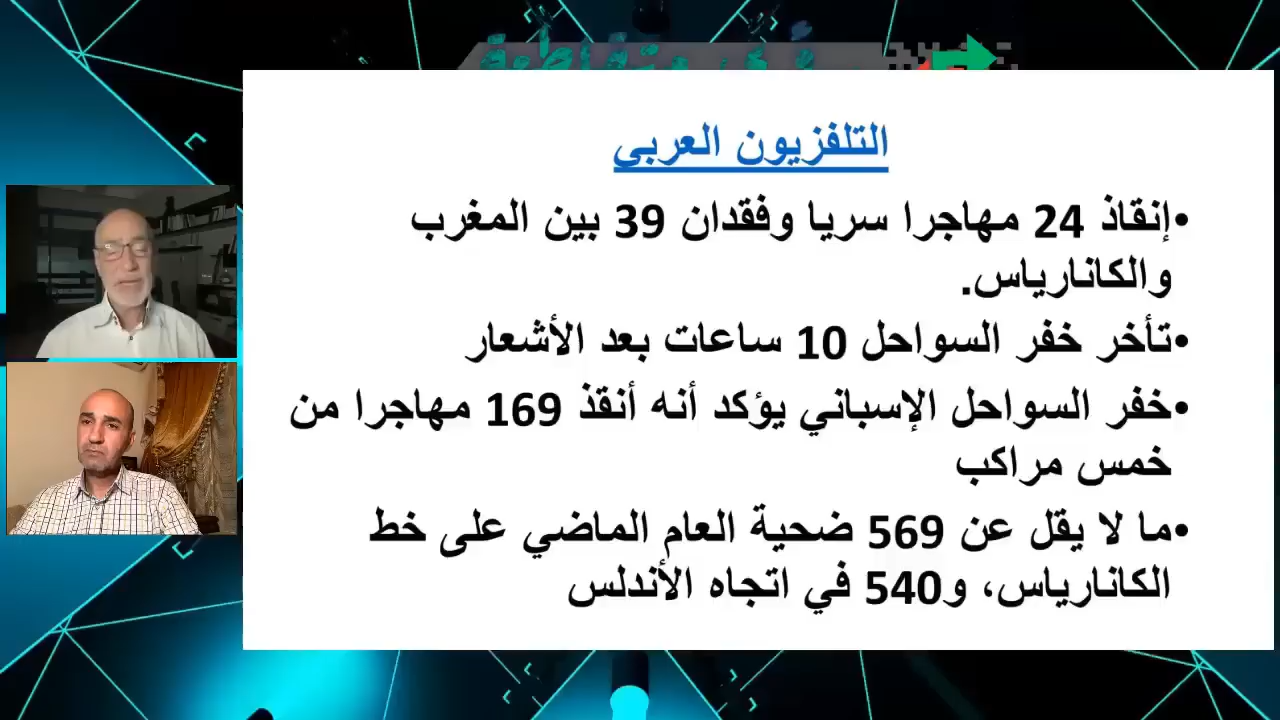 التلفزيون العربي
•إنقاذ 24 مهاجرا سريا وفقدان 39 بين المغرب
والكانارياس.
•تأخر خفر السواحل 10 ساعات بعد الأشعار
•خفر السواحل الإسباني يؤكد أنه أنقذ 169 مهاجرا من
خمس مراكب
•ما لا يقل عن 569 ضحية العام الماضي على خط
الكانارياس، و540 في اتجاه الأندلس